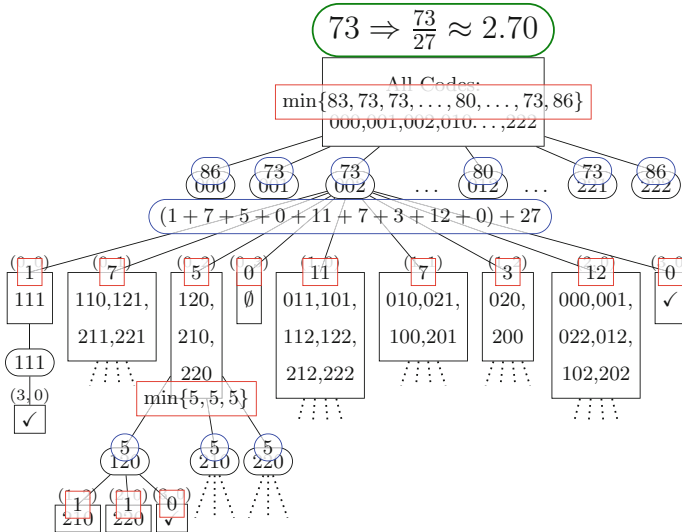 73 ⇒ 73/27 ≈ 2.70
All Codes:
min{83, 73, 73, . . . , 80, . . . , 73, 86}
000,001,002,010. . . ,222
86 73 73 80 73 86
000 001 002 . . . 012 . . . 221 222
(1 + 7 + 5 + 0 + 11 + 7 + 3 + 12 + 0) + 27
1 7 5 0 11 7 3 12 0
111 110,121, 120, ∅ 011,101, 010,021, 020, 000,001, ✓
211,221 210, 112,122, 100,201 200 022,012,
111 220 212,222 102,202
(3, 0) min{5, 5, 5}
✓
5 5 5
120 210 220
1 1 0
210 220 ✓